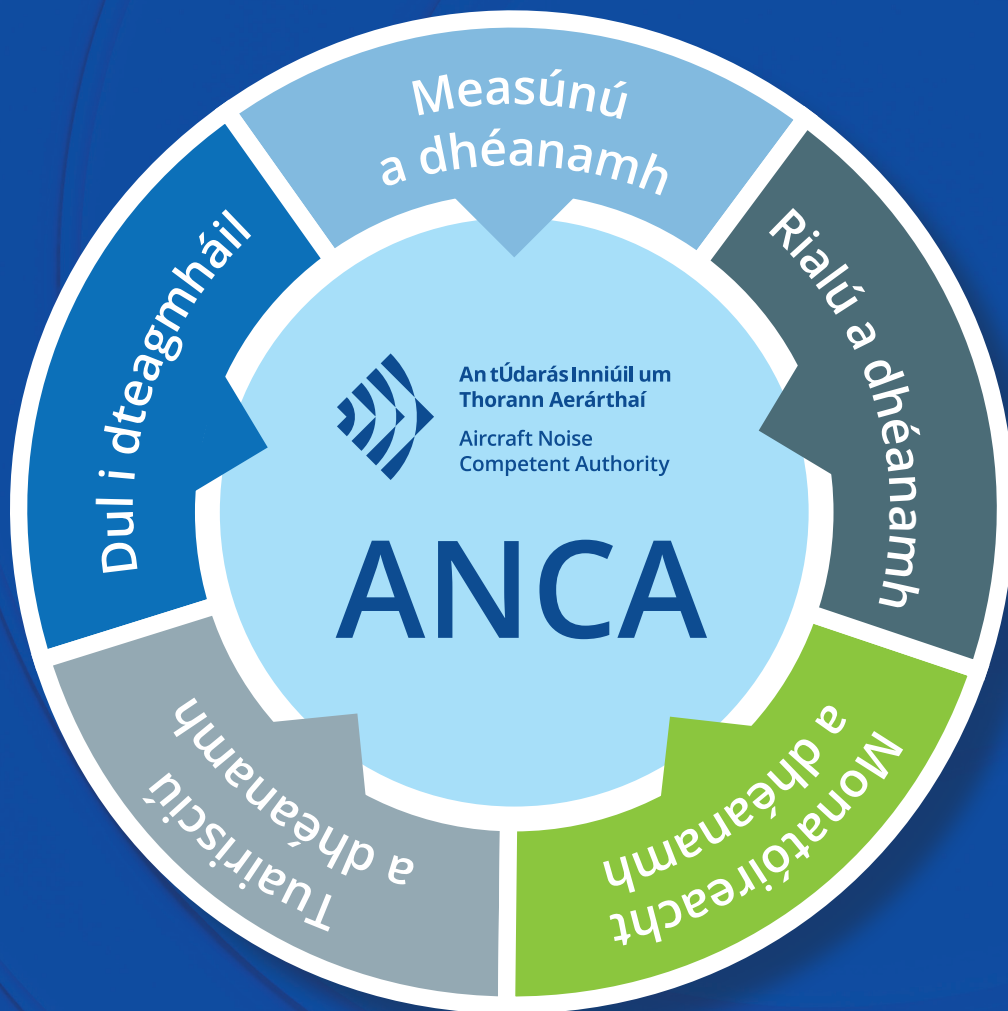 Measúnú
a dhéanamh
Rialú a dhéanamh
Monatóireacht
a dhéanamh
Tuairisciú
a dhéanamh
Dul i dteagmháil
An tÚdarás Inniúil um
Thorann Aerárthaí
Aircraft Noise
Competent Authority
ANCA